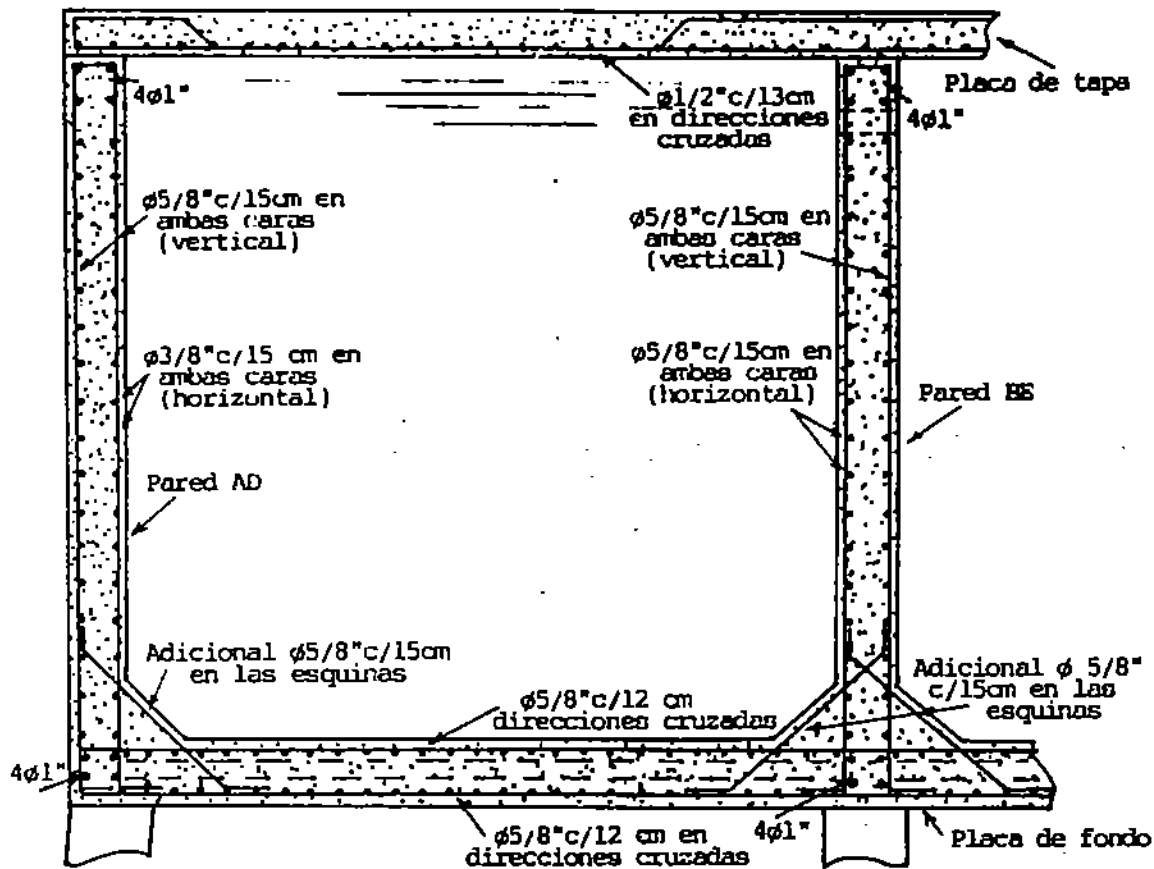 Placa de tapa
4ø1"
ø1/2"c/13cm
en direcciones
cruzadas
4ø1"
ø5/8"c/15cm en
ambas caras
(vertical)
ø5/8"c/15cm en
ambas caras
(vertical)
ø3/8"c/15 cm en
ambas caras
(horizontal)
ø5/8"c/15cm en
ambas caras
(horizontal)
Pared BE
Pared AD
Adicional ø5/8"c/15cm
en las esquinas
Adicional ø 5/8"
c/15cm en las
esquinas
ø5/8"c/12 cm
direcciones cruzadas
4ø1"
ø5/8"c/12 cm en
direcciones cruzadas
4ø1"
Placa de fondo